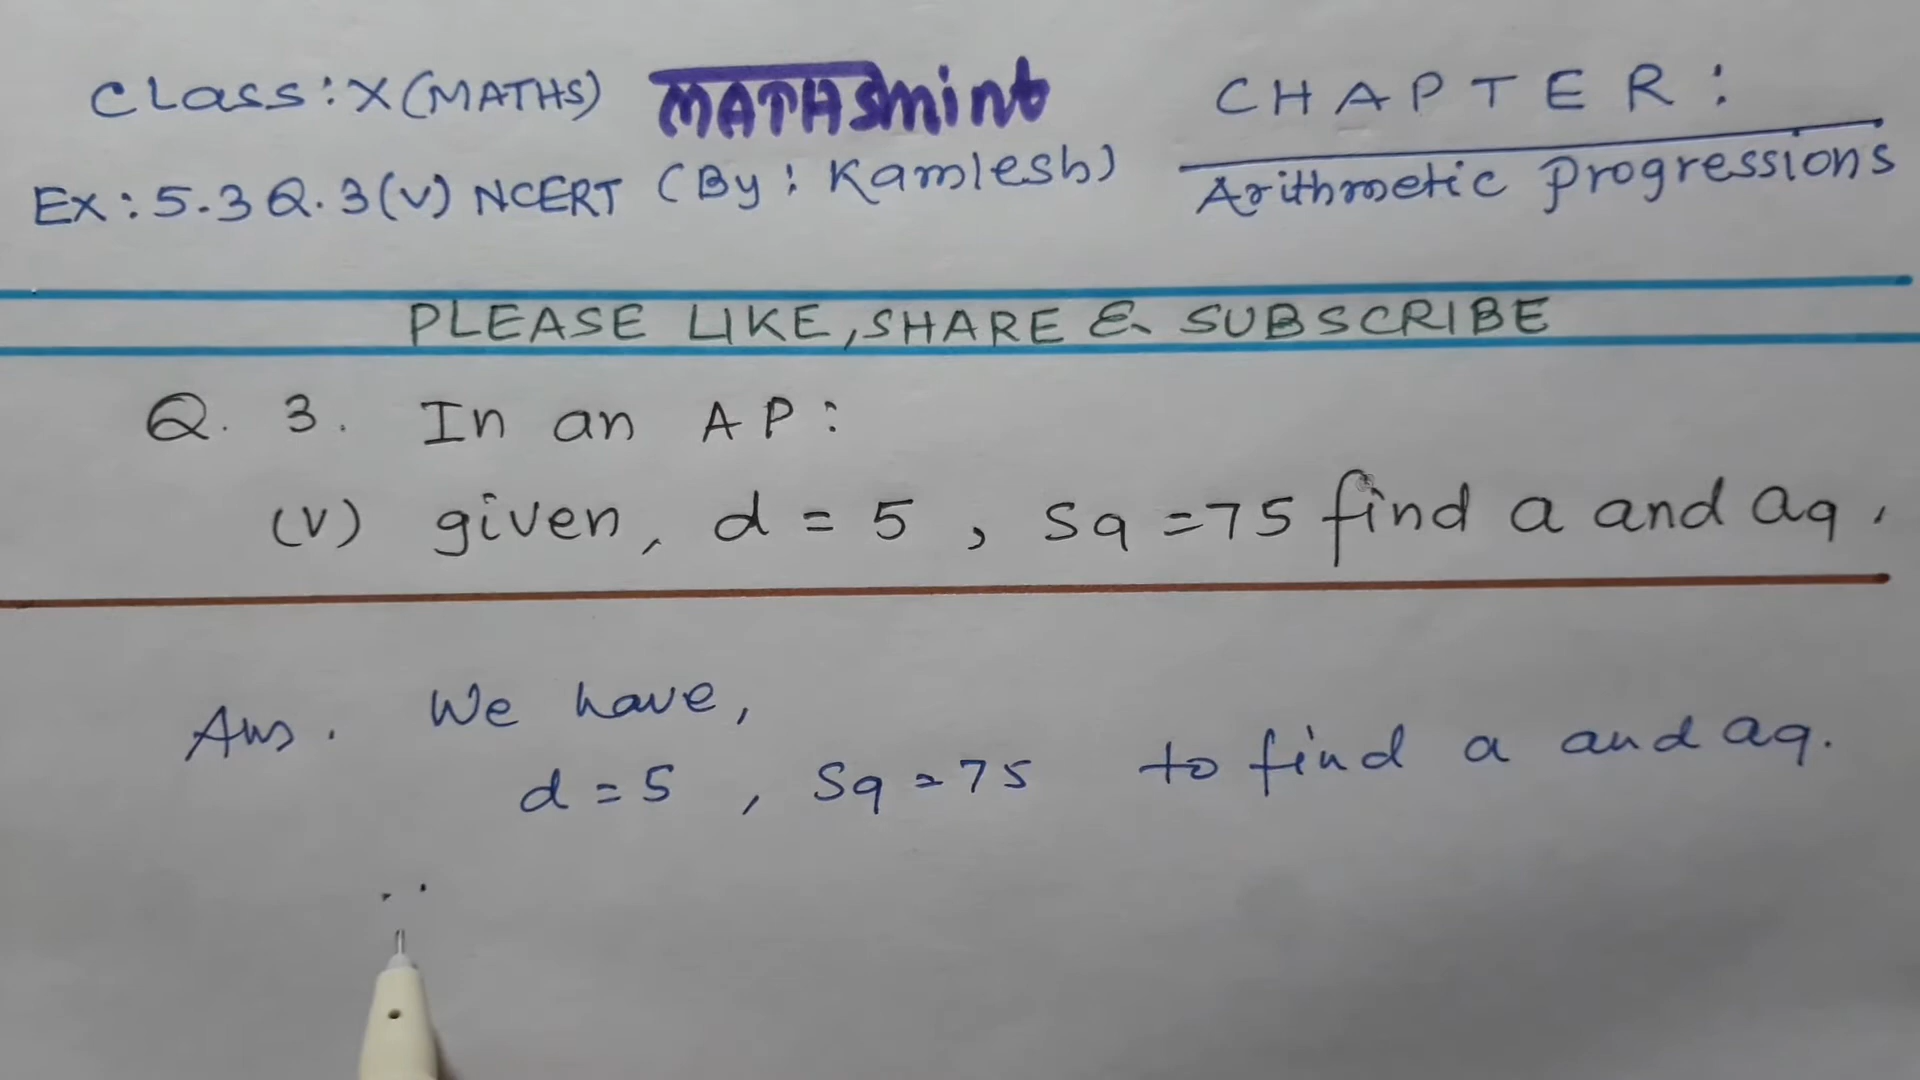 Class: X (MATHS) MATHSmint CHAPTER:
Ex: 5.3 Q.3(V) NCERT (By: Kamlesh) Arithmetic Progressions
PLEASE LIKE, SHARE & SUBSCRIBE
Q. 3. In an AP:
(V) given, d = 5, S9 = 75 find a and a9.
Ans. We have,
d = 5, S9 = 75 to find a and a9.